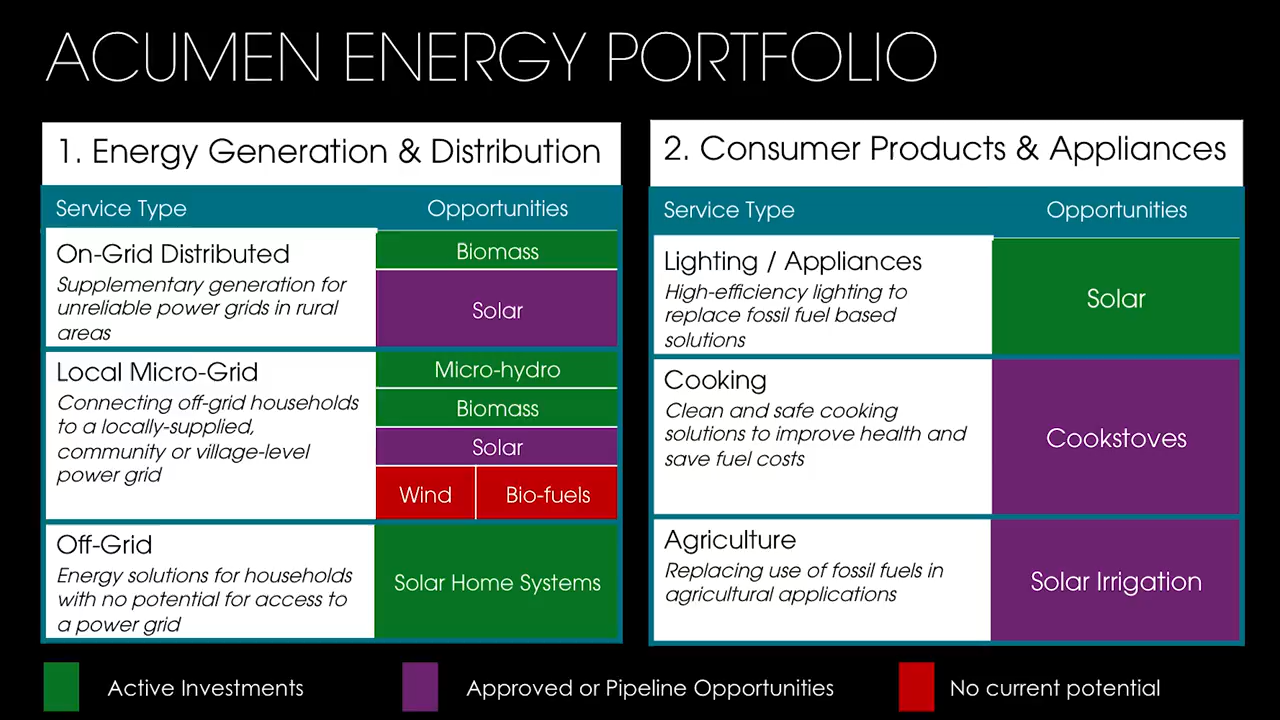 ACUMEN ENERGY PORTFOLIO
1. Energy Generation & Distribution
Service Type
Opportunities
On-Grid Distributed
Supplementary generation for
unreliable power grids in rural
areas
Biomass
Solar
Local Micro-Grid
Connecting off-grid households
to a locally-supplied,
community or village-level
power grid
Micro-hydro
Biomass
Solar
Wind
Bio-fuels
Off-Grid
Energy solutions for households
with no potential for access to
a power grid
Solar Home Systems
2. Consumer Products & Appliances
Service Type
Opportunities
Lighting / Appliances
High-efficiency lighting to
replace fossil fuel based
solutions
Solar
Cooking
Clean and safe cooking
solutions to improve health and
save fuel costs
Cookstoves
Agriculture
Replacing use of fossil fuels in
agricultural applications
Solar Irrigation
Active Investments
Approved or Pipeline Opportunities
No current potential